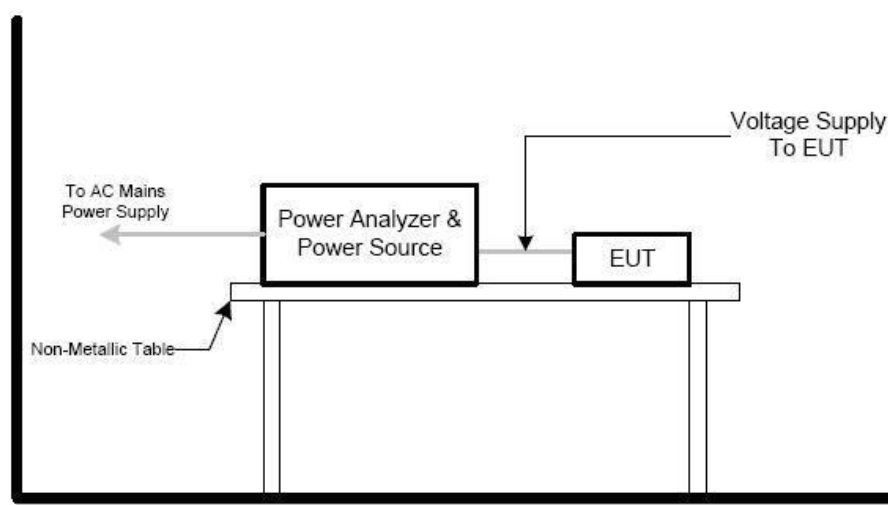 Voltage Supply
To EUT
To AC Mains
Power Supply
Power Analyzer &
Power Source
EUT
Non-Metallic Table